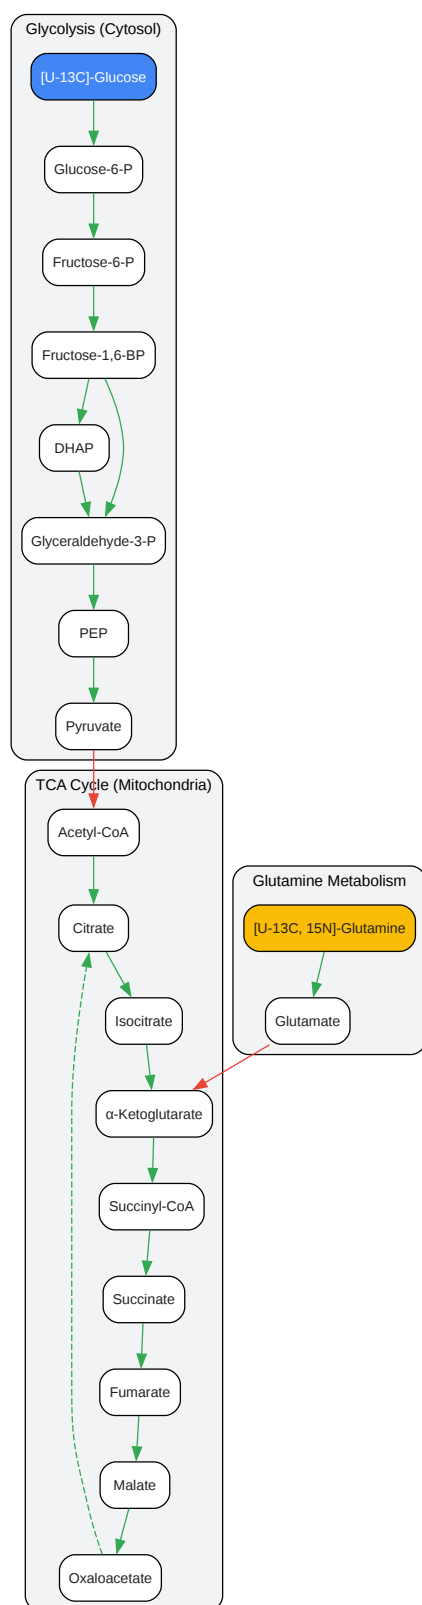 Glycolysis (Cytosol)
[U-13C]-Glucose
Glucose-6-P
Fructose-6-P
Fructose-1,6-BP
DHAP
Glyceraldehyde-3-P
PEP
Pyruvate
TCA Cycle (Mitochondria)
Acetyl-CoA
Citrate
Isocitrate
α-Ketoglutarate
Succinyl-CoA
Succinate
Fumarate
Malate
Oxaloacetate
Glutamine Metabolism
[U-13C, 15N]-Glutamine
Glutamate